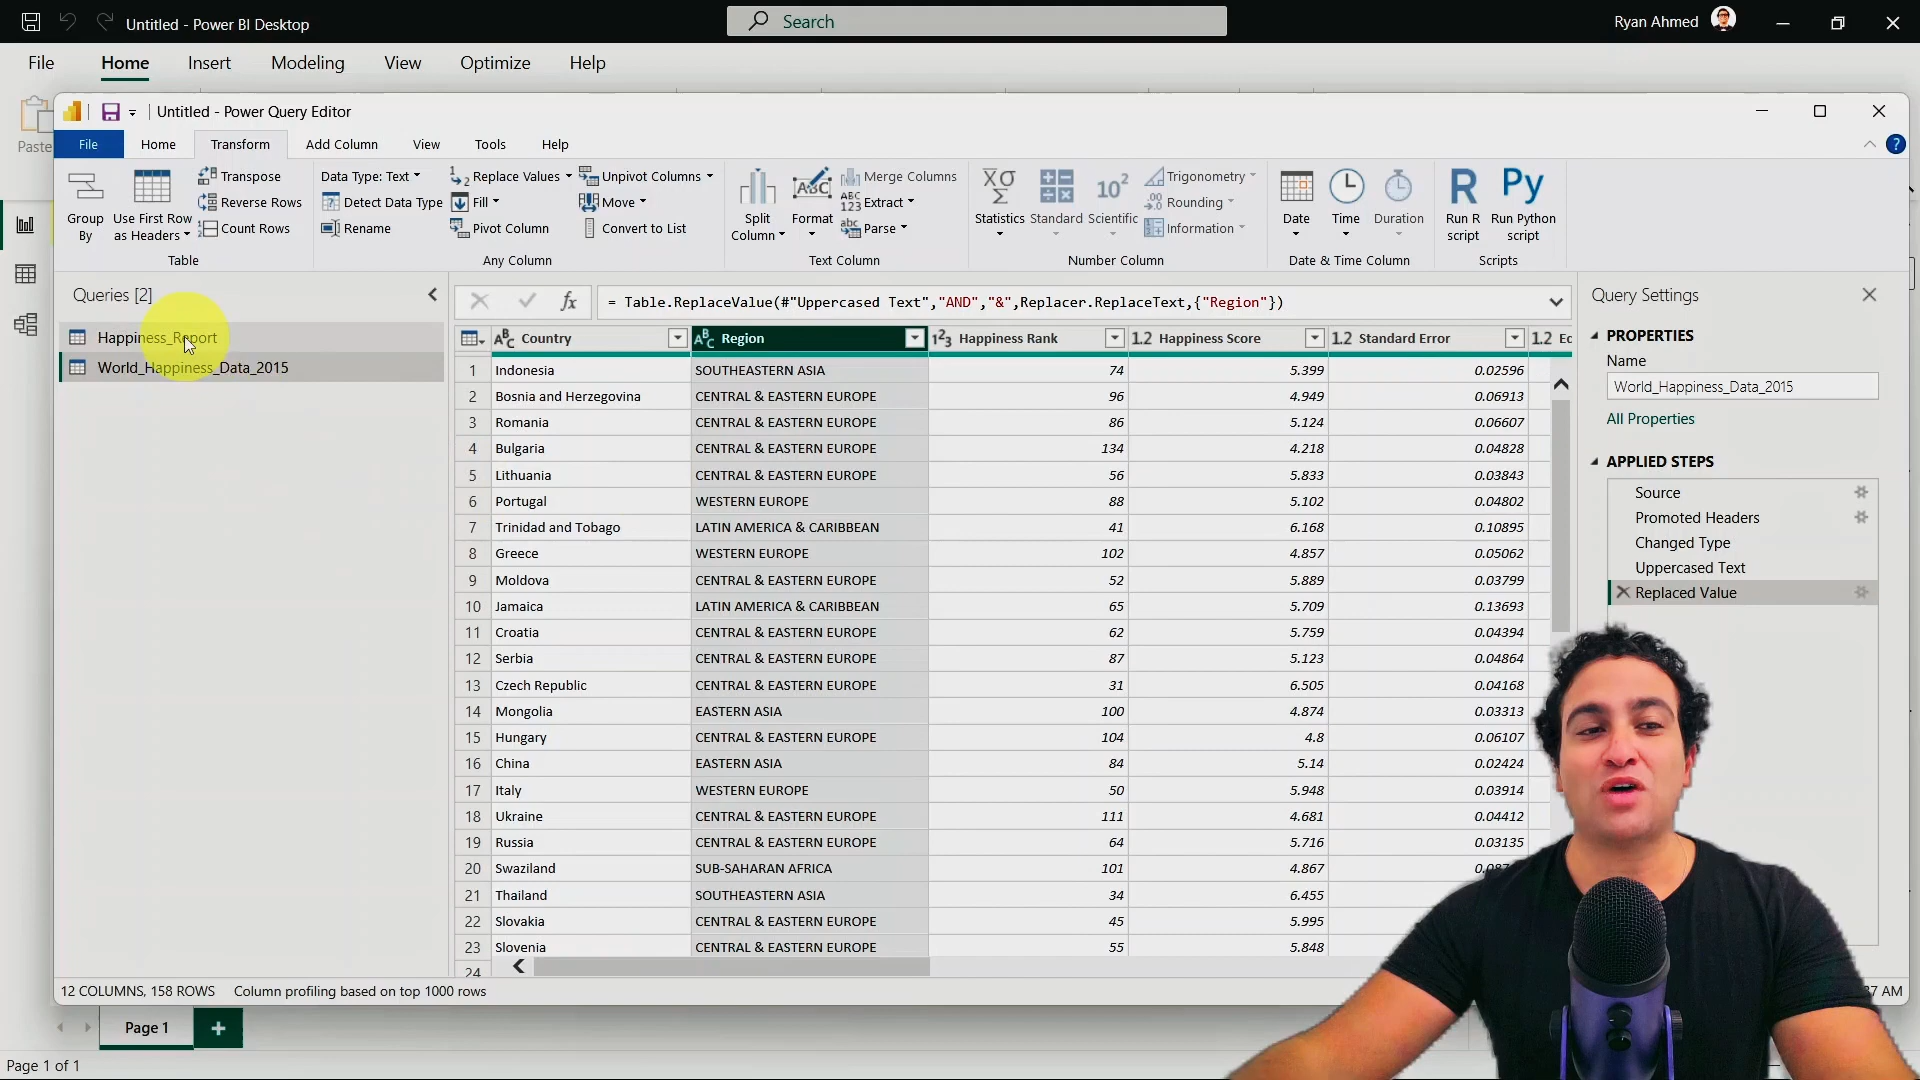 Untitled - Power BI Desktop
Search
Ryan Ahmed
File Home Insert Modeling View Optimize Help
Paste
Untitled - Power Query Editor
File Home Transform Add Column View Tools Help
Group By
Use First Row as Headers
Transpose
Reverse Rows
Count Rows
Table
Data Type: Text
Detect Data Type
Rename
Replace Values
Fill
Pivot Column
Unpivot Columns
Move
Convert to List
Any Column
Split Column
Format
Merge Columns
Extract
Parse
Text Column
Statistics
Standard
Scientific
Trigonometry
Rounding
Information
Number Column
Date
Time
Duration
Date & Time Column
Run R script
Run Python script
Scripts
Queries [2]
Happiness_Report
World_Happiness_Data_2015
= Table.ReplaceValue(#"Uppercased Text","AND","&",Replacer.ReplaceText,{"Region"})
Country Region Happiness Rank Happiness Score Standard Error Ec
1 Indonesia SOUTHEASTERN ASIA 74 5.399 0.02596
2 Bosnia and Herzegovina CENTRAL & EASTERN EUROPE 96 4.949 0.06913
3 Romania CENTRAL & EASTERN EUROPE 86 5.124 0.06607
4 Bulgaria CENTRAL & EASTERN EUROPE 134 4.218 0.04828
5 Lithuania CENTRAL & EASTERN EUROPE 56 5.833 0.03843
6 Portugal WESTERN EUROPE 88 5.102 0.04802
7 Trinidad and Tobago LATIN AMERICA & CARIBBEAN 41 6.168 0.10895
8 Greece WESTERN EUROPE 102 4.857 0.05062
9 Moldova CENTRAL & EASTERN EUROPE 52 5.889 0.03799
10 Jamaica LATIN AMERICA & CARIBBEAN 65 5.709 0.13693
11 Croatia CENTRAL & EASTERN EUROPE 62 5.759 0.04394
12 Serbia CENTRAL & EASTERN EUROPE 87 5.123 0.04864
13 Czech Republic CENTRAL & EASTERN EUROPE 31 6.505 0.04168
14 Mongolia EASTERN ASIA 100 4.874 0.03313
15 Hungary CENTRAL & EASTERN EUROPE 104 4.8 0.06107
16 China EASTERN ASIA 84 5.14 0.02424
17 Italy WESTERN EUROPE 50 5.948 0.03914
18 Ukraine CENTRAL & EASTERN EUROPE 111 4.681 0.04412
19 Russia CENTRAL & EASTERN EUROPE 64 5.716 0.03135
20 Swaziland SUB-SAHARAN AFRICA 101 4.867
21 Thailand SOUTHEASTERN ASIA 34 6.455
22 Slovakia CENTRAL & EASTERN EUROPE 45 5.995
23 Slovenia CENTRAL & EASTERN EUROPE 55 5.848
24
Query Settings
PROPERTIES
Name
World_Happiness_Data_2015
All Properties
APPLIED STEPS
Source
Promoted Headers
Changed Type
Uppercased Text
Replaced Value
12 COLUMNS, 158 ROWS Column profiling based on top 1000 rows
37 AM
Page 1
Page 1 of 1